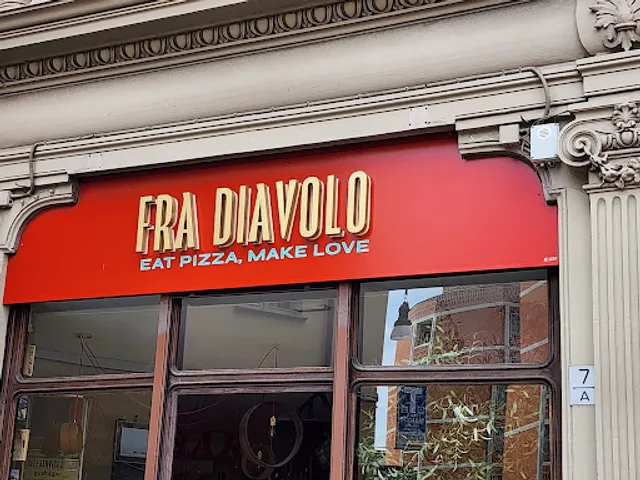 FRA DIAVOLO
EAT PIZZA, MAKE LOVE
7
A